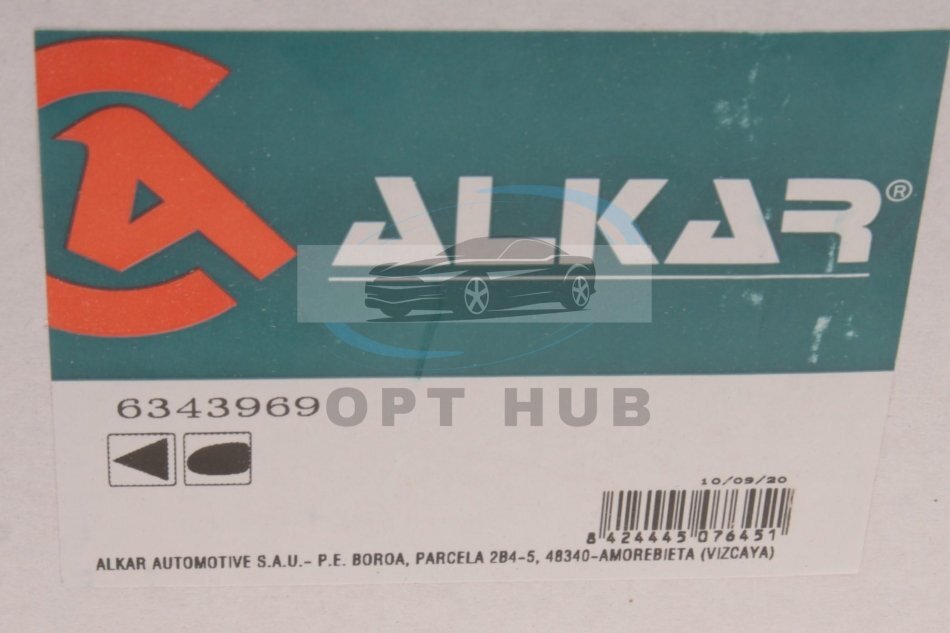 ALKAR®
6343969
OPT HUB
10/09/20
8 424445 076451
ALKAR AUTOMOTIVE S.A.U.- P.E. BOROA, PARCELA 2B4-5, 48340-AMOREBIETA (VIZCAYA)